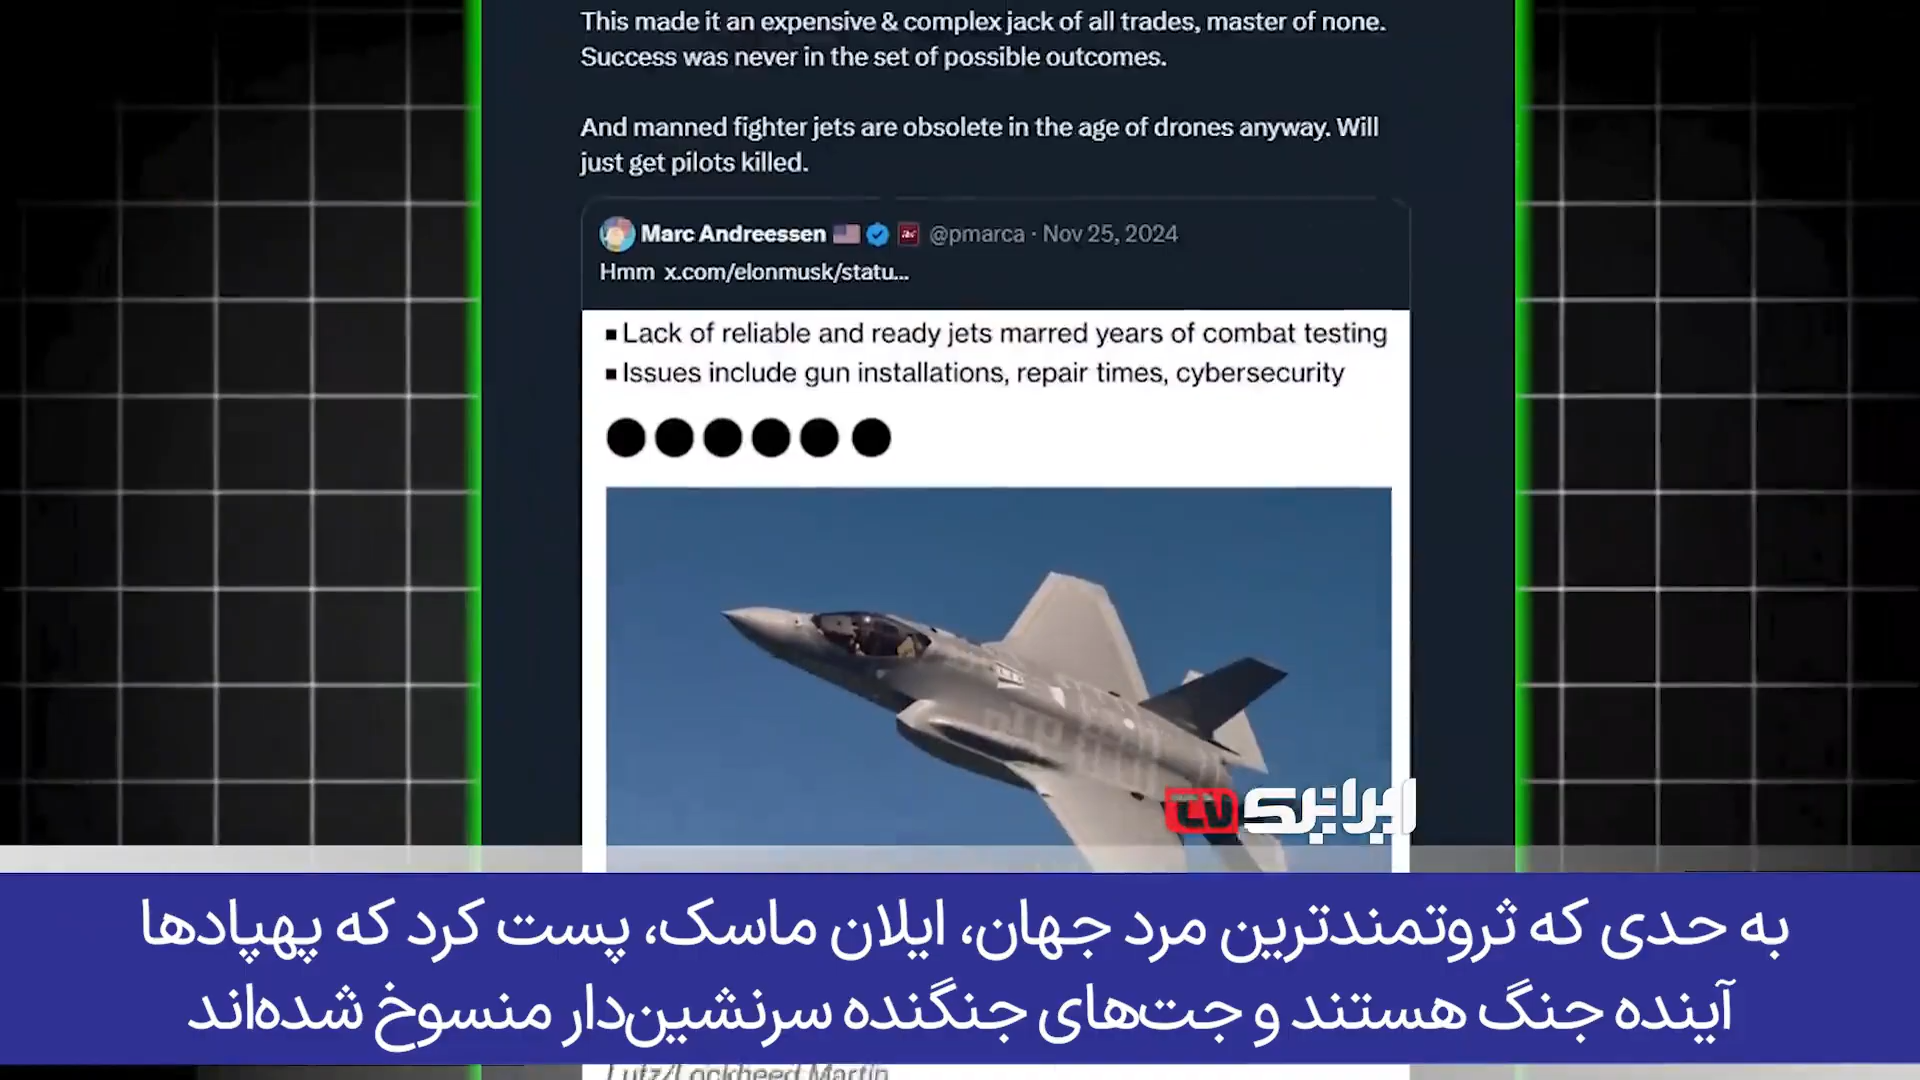 This made it an expensive & complex jack of all trades, master of none.
Success was never in the set of possible outcomes.
And manned fighter jets are obsolete in the age of drones anyway. Will
just get pilots killed.
Marc Andreessen @pmarca · Nov 25, 2024
Hmm x.com/elonmusk/statu...
▪ Lack of reliable and ready jets marred years of combat testing
▪ Issues include gun installations, repair times, cybersecurity
ایرانیک TV
به حدی که ثروتمندترین مرد جهان، ایلان ماسک، پست کرد که پهپادها
آینده جنگ هستند و جت‌های جنگنده سرنشین‌دار منسوخ شده‌اند
Lutz/Lockheed Martin